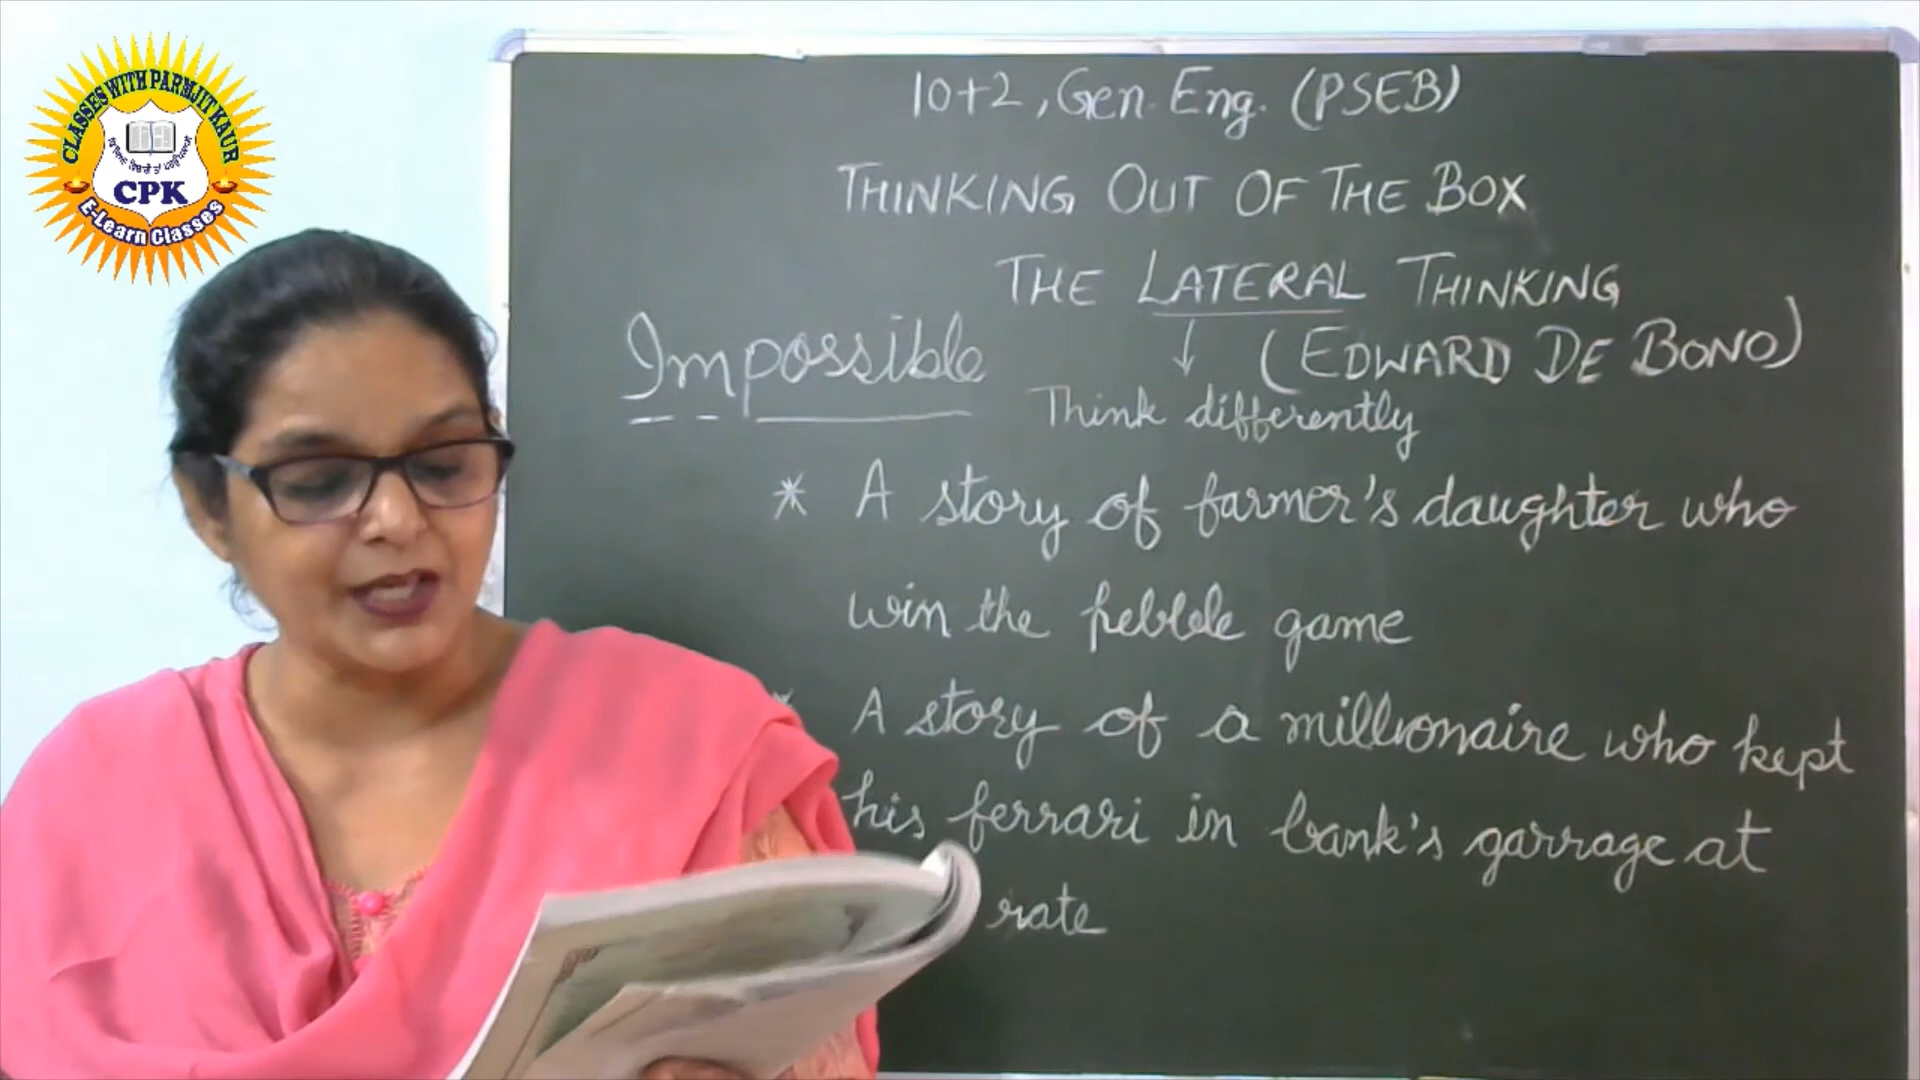 CLASSES WITH PARMJIT KAUR
CPK
E-Learn Classes
10+2, Gen. Eng. (PSEB)
THINKING OUT OF THE BOX
THE LATERAL THINKING
Impossible
↓ (EDWARD DE BONO)
Think differently
* A story of farmer's daughter who
win the pebble game
* A story of a millionaire who kept
his ferrari in bank's garrage at
rate